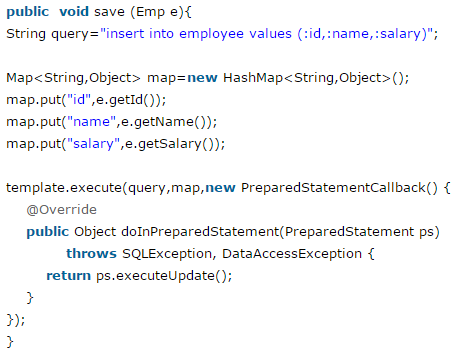 public  void save (Emp e){
String query="insert into employee values (:id,:name,:salary)";
Map<String,Object> map=new HashMap<String,Object>();
map.put("id",e.getId());
map.put("name",e.getName());
map.put("salary",e.getSalary());
template.execute(query,map,new PreparedStatementCallback() {
@Override
public Object doInPreparedStatement(PreparedStatement ps)
throws SQLException, DataAccessException {
return ps.executeUpdate();
}
});
}